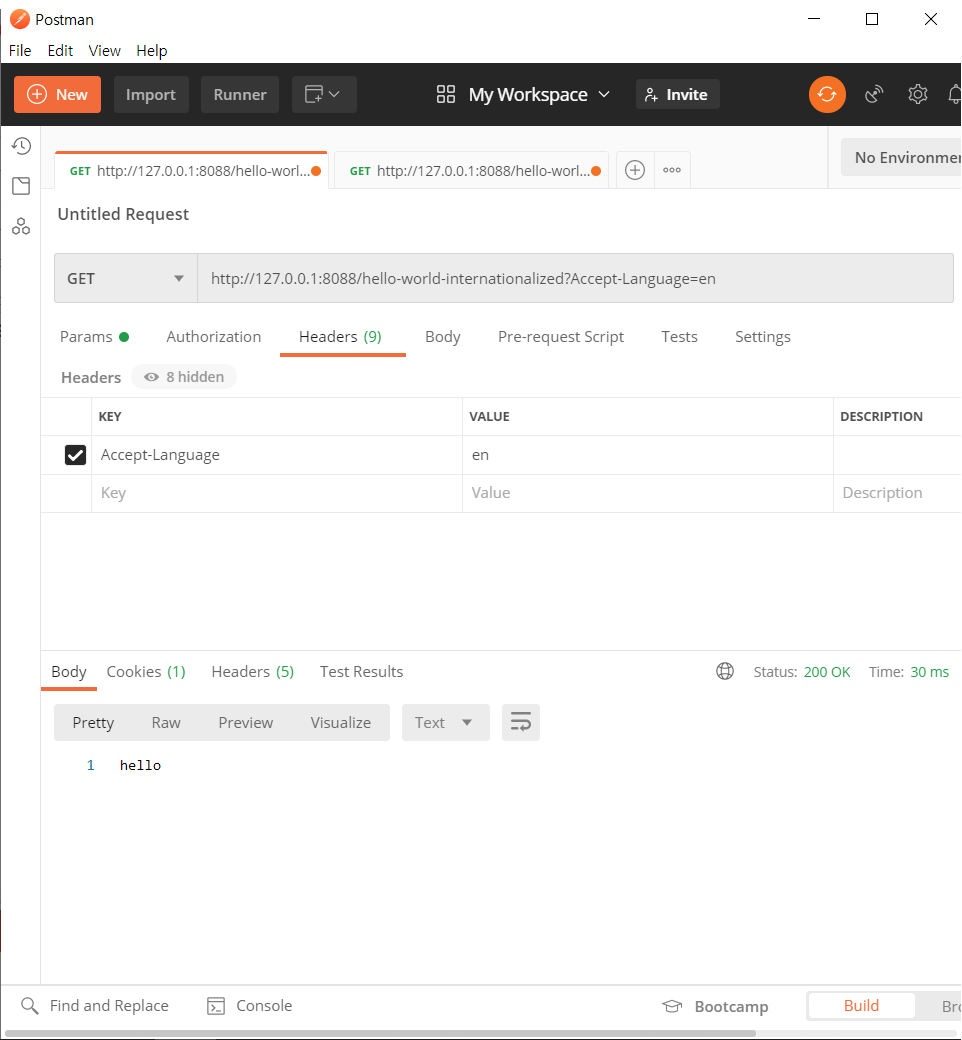 Postman
File Edit View Help
New Import Runner My Workspace Invite
GET http://127.0.0.1:8088/hello-worl... GET http://127.0.0.1:8088/hello-worl... ••• No Environme
Untitled Request
GET http://127.0.0.1:8088/hello-world-internationalized?Accept-Language=en
Params Authorization Headers (9) Body Pre-request Script Tests Settings
Headers 8 hidden
KEY VALUE DESCRIPTION
Accept-Language en
Key Value Description
Body Cookies (1) Headers (5) Test Results Status: 200 OK Time: 30 ms
Pretty Raw Preview Visualize Text
1 hello
Find and Replace Console Bootcamp Build Bro